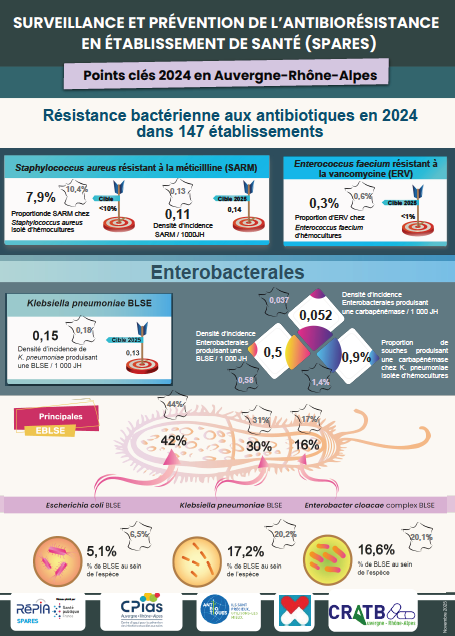 SURVEILLANCE ET PRÉVENTION DE L'ANTIBIORÉSISTANCE
EN ÉTABLISSEMENT DE SANTÉ (SPARES)
Points clés 2024 en Auvergne-Rhône-Alpes
Résistance bactérienne aux antibiotiques en 2024
dans 147 établissements
Staphylococcus aureus résistant à la méticillline (SARM)
7,9%
10,4%
Proportionde SARM chez
Staphylococcus aureus
isolé d'hémocultures
Cible
<10%
0,13
0,11
Densité d'incidence
SARM / 1000JH
Cible 2025
0,14
Enterococcus faecium résistant à
la vancomycine (ERV)
0,3%
0,6%
Proportion d'ERV chez
Enterococcus faecium
d'hémocultures
Cible 2025
<1%
Enterobacterales
Klebsiella pneumoniae BLSE
0,15
0,18
Densité d'incidence de
K. pneumoniae produisant
une BLSE / 1 000 JH
Cible 2025
0,13
0,037
0,052
Densité d'incidence
Enterobacterales produisant
une carbapénémase / 1 000 JH
Densité d'incidence
Enterobacterales
produisant une
BLSE / 1 000 JH
0,5
0,58
0,9%
1,4%
Proportion de
souches produisant
une carbapénémase
chez K. pneumoniae
isolé d'hémocultures
Principales
EBLSE
44%
42%
31%
30%
17%
16%
Escherichia coli BLSE
Klebsiella pneumoniae BLSE
Enterobacter cloacae complex BLSE
6,5%
5,1%
% de BLSE au sein
de l'espèce
20,2%
17,2%
% de BLSE au sein
de l'espèce
20,1%
16,6%
% de BLSE au sein
de l'espèce
RéPia
SPARES
Santé
publique
France
CPias
Auvergne-Rhône-Alpes
CRATB
Auvergne - Rhône-Alpes
Novembre 2025